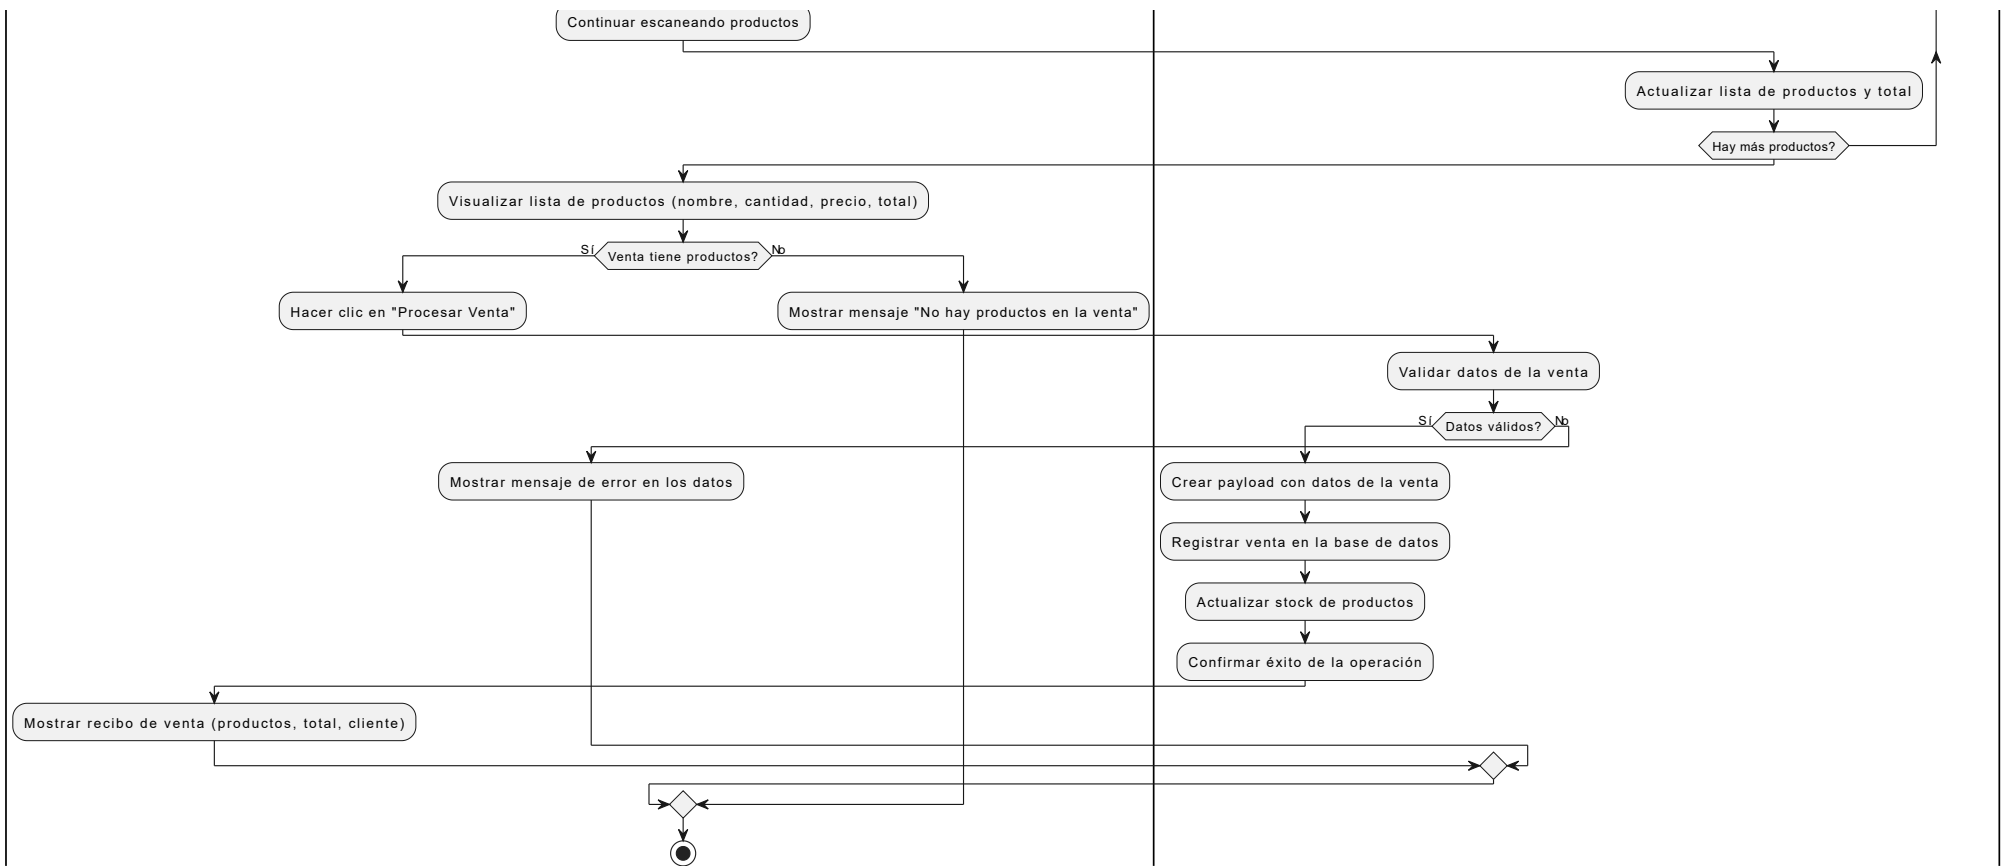 Continuar escaneando productos
Actualizar lista de productos y total
Hay más productos?
Visualizar lista de productos (nombre, cantidad, precio, total)
Sí
Venta tiene productos?
No
Hacer clic en "Procesar Venta"
Mostrar mensaje "No hay productos en la venta"
Validar datos de la venta
Sí
Datos válidos?
No
Mostrar mensaje de error en los datos
Crear payload con datos de la venta
Registrar venta en la base de datos
Actualizar stock de productos
Confirmar éxito de la operación
Mostrar recibo de venta (productos, total, cliente)